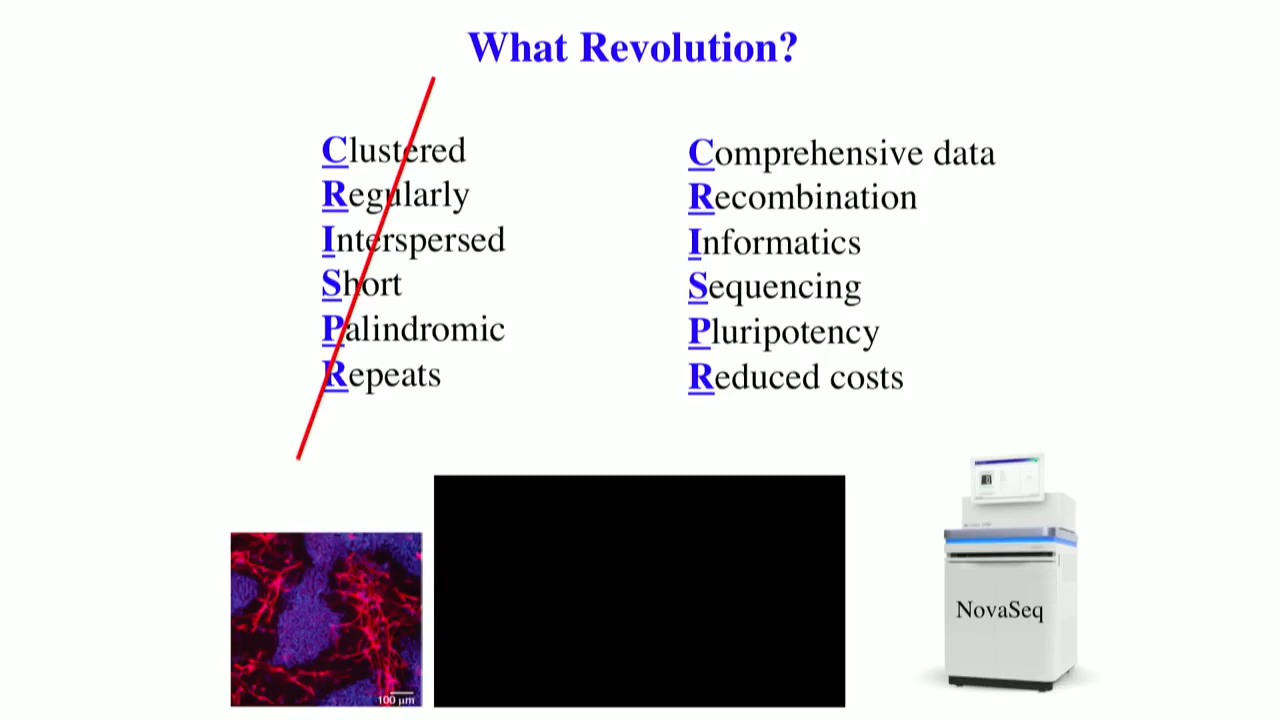 What Revolution?
Clustered
Regularly
Interspersed
Short
Palindromic
Repeats
Comprehensive data
Recombination
Informatics
Sequencing
Pluripotency
Reduced costs
100 µm
NovaSeq